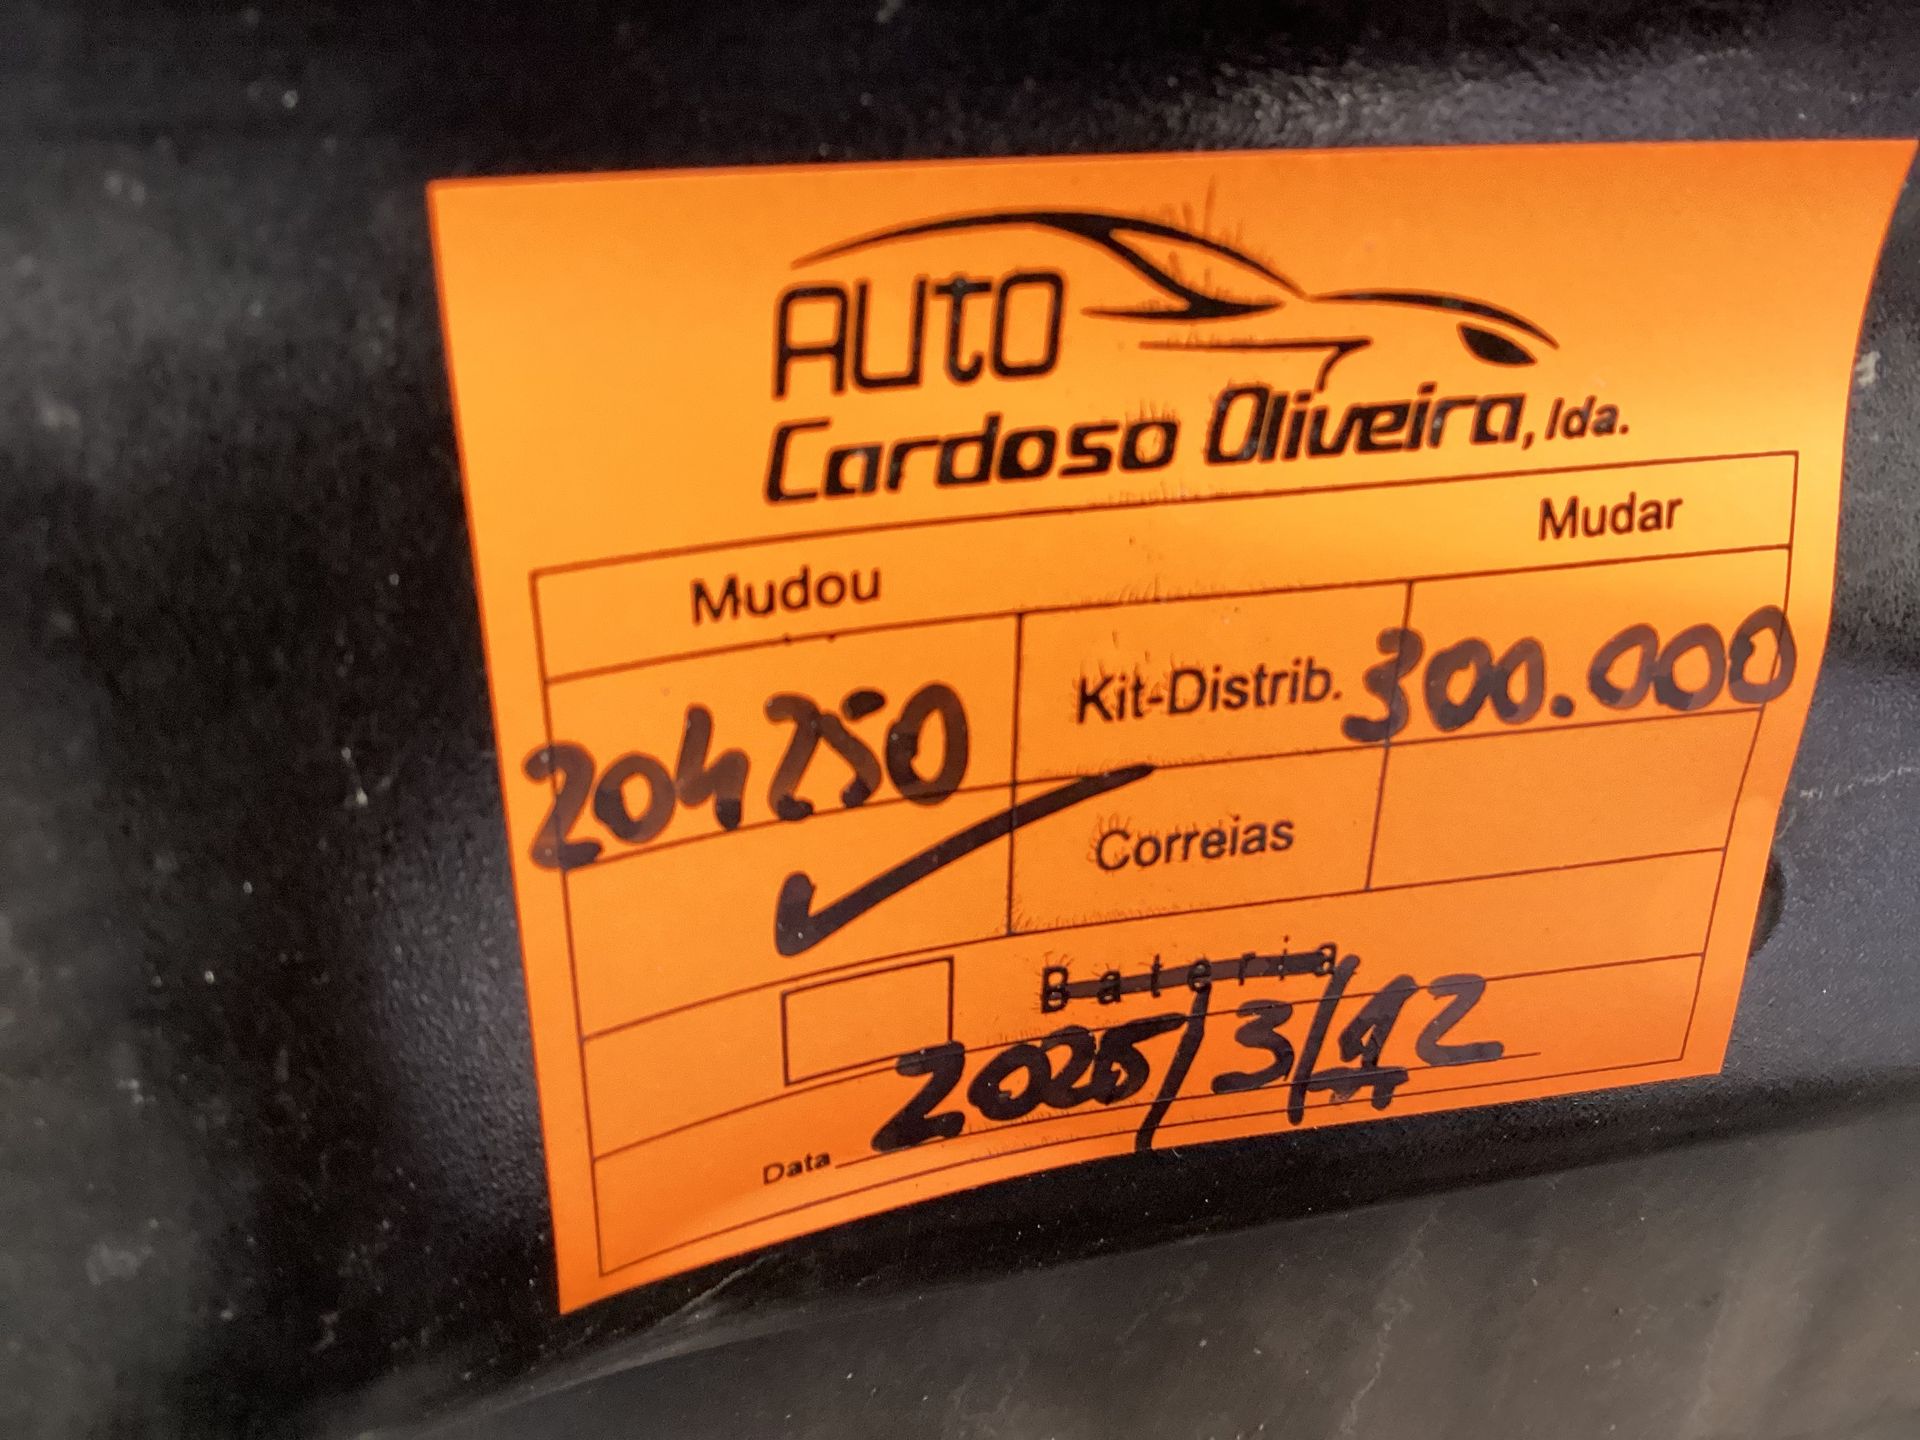 AUTO
Cardoso Oliveira, lda.
Mudou Mudar
204250 Kit-Distrib. 300.000
✓ Correias
Bateria
Data 2025/3/12